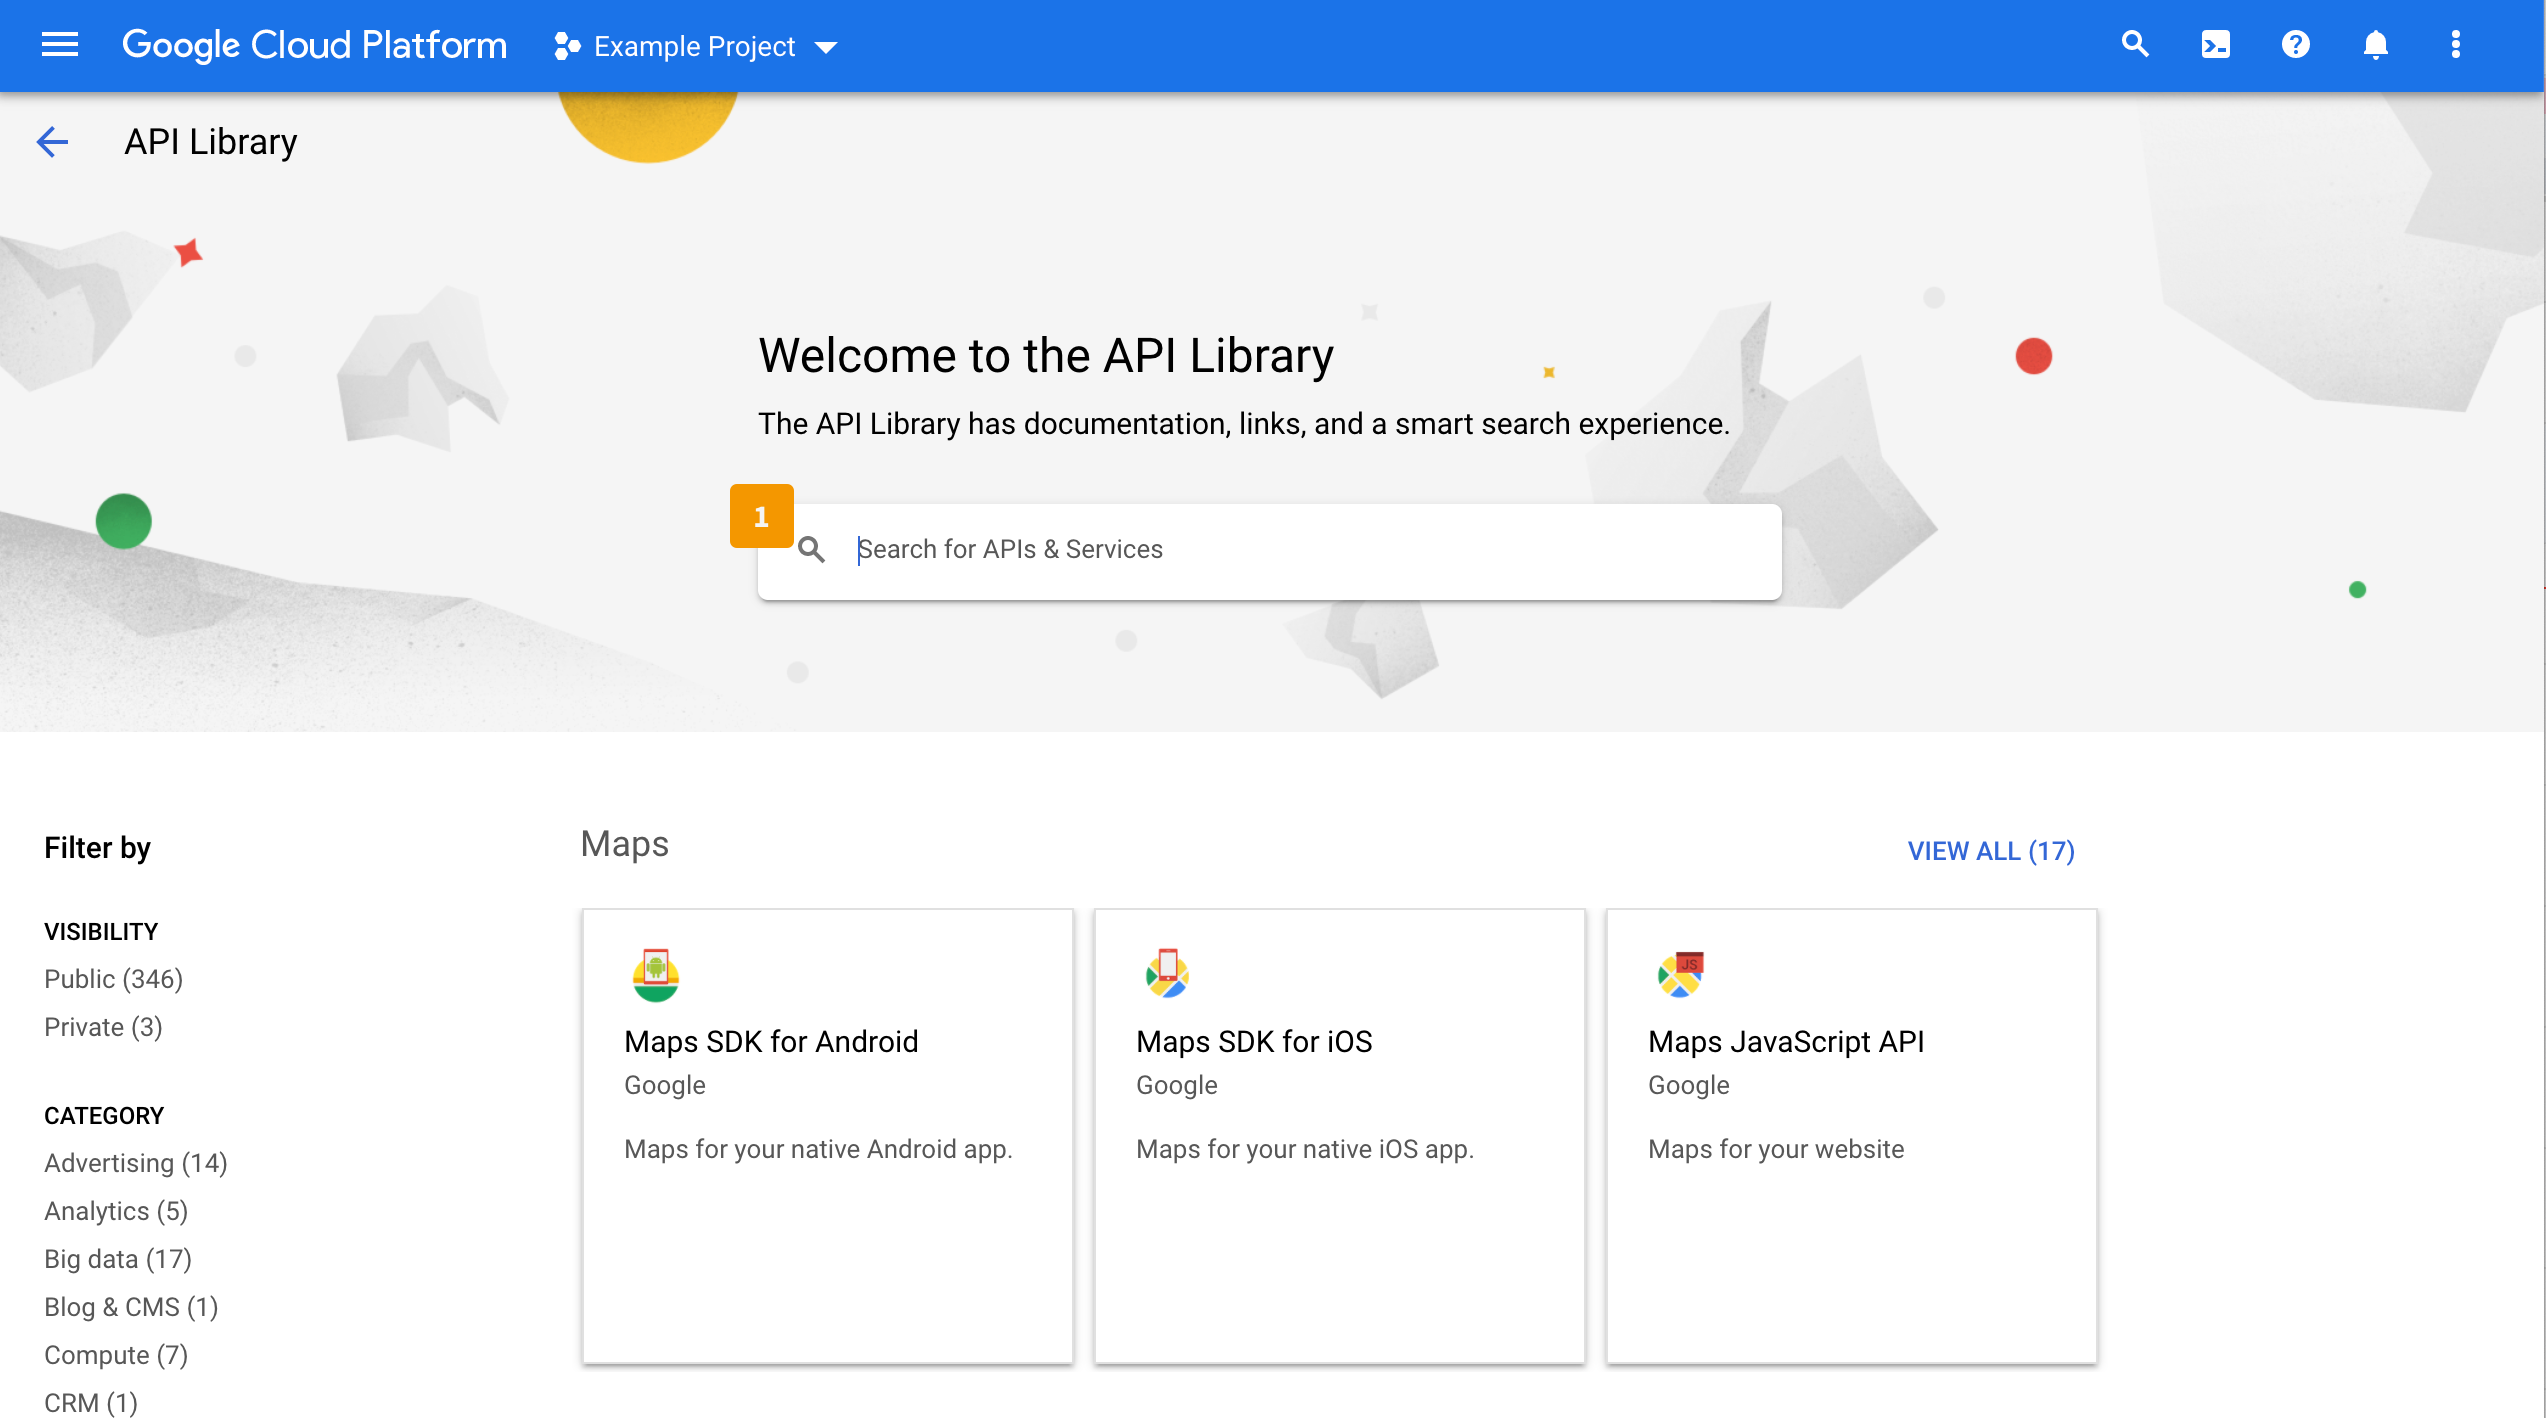 Google Cloud Platform
Example Project
API Library
Welcome to the API Library
The API Library has documentation, links, and a smart search experience.
1
Search for APIs & Services
Filter by
VISIBILITY
Public (346)
Private (3)
CATEGORY
Advertising (14)
Analytics (5)
Big data (17)
Blog & CMS (1)
Compute (7)
CRM (1)
Maps
VIEW ALL (17)
Maps SDK for Android
Google
Maps for your native Android app.
Maps SDK for iOS
Google
Maps for your native iOS app.
JS
Maps JavaScript API
Google
Maps for your website